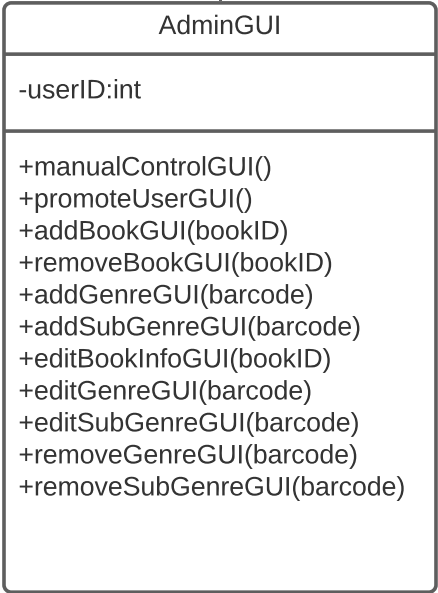 AdminGUI
-userID:int
+manualControlGUI()
+promoteUserGUI()
+addBookGUI(bookID)
+removeBookGUI(bookID)
+addGenreGUI(barcode)
+addSubGenreGUI(barcode)
+editBookInfoGUI(bookID)
+editGenreGUI(barcode)
+editSubGenreGUI(barcode)
+removeGenreGUI(barcode)
+removeSubGenreGUI(barcode)